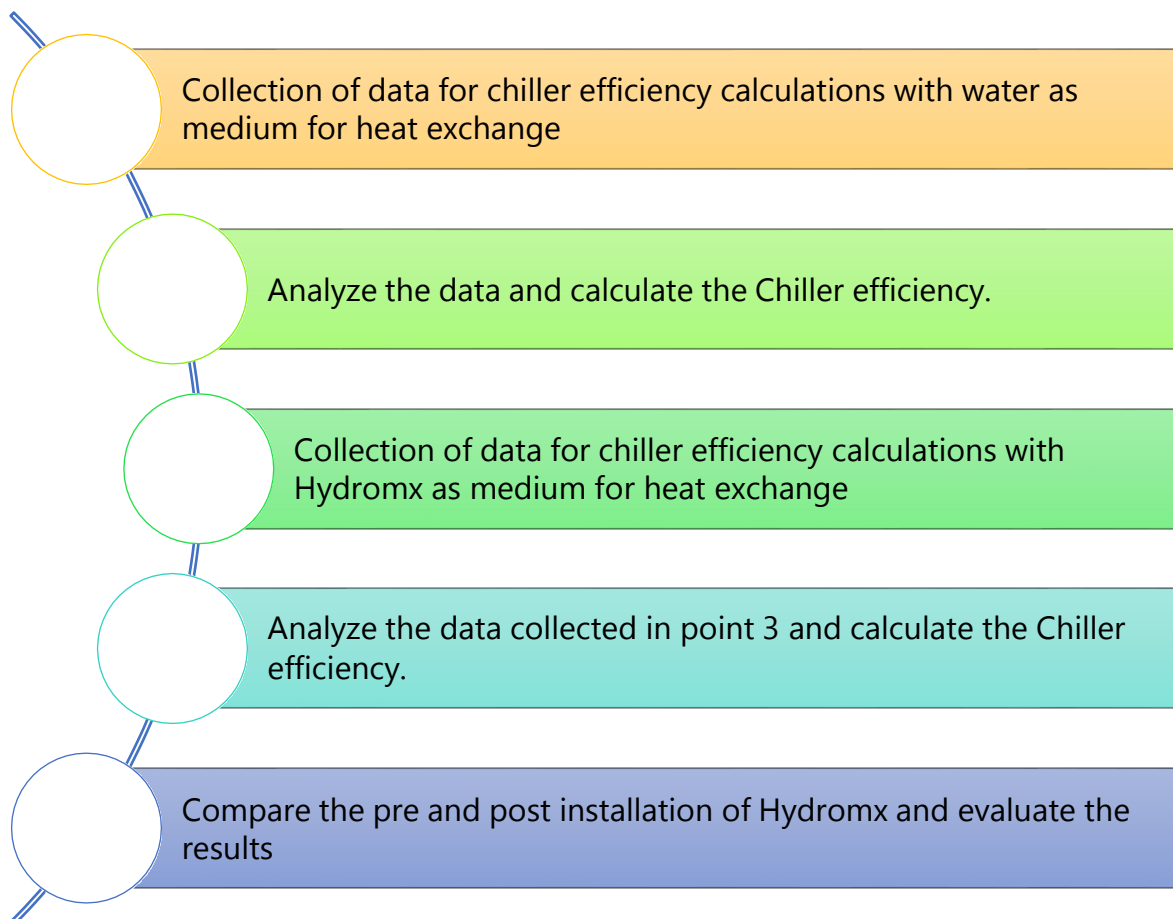 Collection of data for chiller efficiency calculations with water as
medium for heat exchange
Analyze the data and calculate the Chiller efficiency.
Collection of data for chiller efficiency calculations with
Hydromx as medium for heat exchange
Analyze the data collected in point 3 and calculate the Chiller
efficiency.
Compare the pre and post installation of Hydromx and evaluate the
results